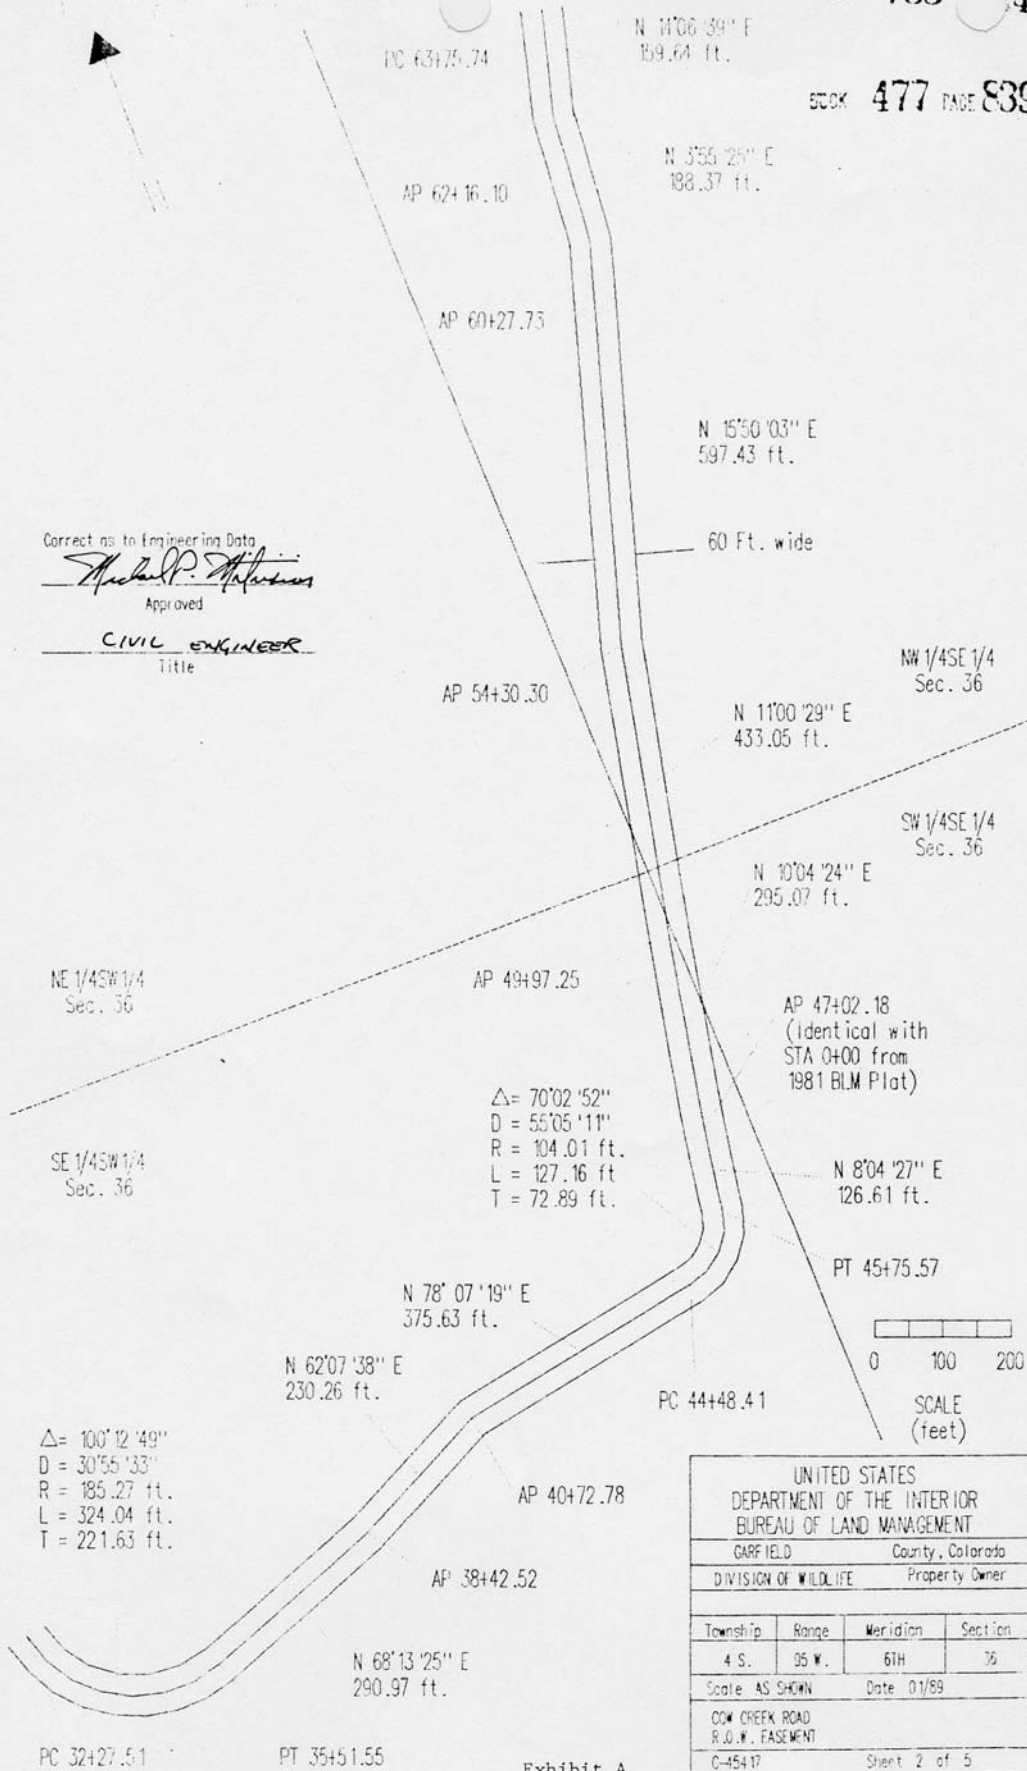 N 14°06'39" E
159.64 ft.
PC 63+75.74
BOOK 477 PAGE 839
N 3°55'25" E
188.37 ft.
AP 62+16.10
AP 60+27.73
N 15°50'03" E
597.43 ft.
60 Ft. wide
Correct as to Engineering Data
Approved
CIVIL ENGINEER
Title
NW 1/4SE 1/4
Sec. 36
AP 54+30.30
N 11°00'29" E
433.05 ft.
SW 1/4SE 1/4
Sec. 36
N 10°04'24" E
295.07 ft.
NE 1/4SW 1/4
Sec. 36
AP 49+97.25
AP 47+02.18
(Identical with
STA 0+00 from
1981 BLM Plat)
△= 70°02'52"
D = 55°05'11"
R = 104.01 ft.
L = 127.16 ft
T = 72.89 ft.
SE 1/4SW 1/4
Sec. 36
N 8°04'27" E
126.61 ft.
PT 45+75.57
N 78°07'19" E
375.63 ft.
0 100 200
SCALE
(feet)
N 62°07'38" E
230.26 ft.
PC 44+48.41
△= 100°12'49"
D = 30°55'33"
R = 185.27 ft.
L = 324.04 ft.
T = 221.63 ft.
AP 40+72.78
AP 38+42.52
N 68°13'25" E
290.97 ft.
PC 32+27.51
PT 35+51.55
UNITED STATES
DEPARTMENT OF THE INTERIOR
BUREAU OF LAND MANAGEMENT
GARFIELD County, Colorado
DIVISION OF WILDLIFE Property Owner
Township Range Meridian Section
4 S. 95 W. 6TH 36
Scale AS SHOWN Date 01/89
COW CREEK ROAD
R.O.W. EASEMENT
C-45417 Sheet 2 of 5
Exhibit A